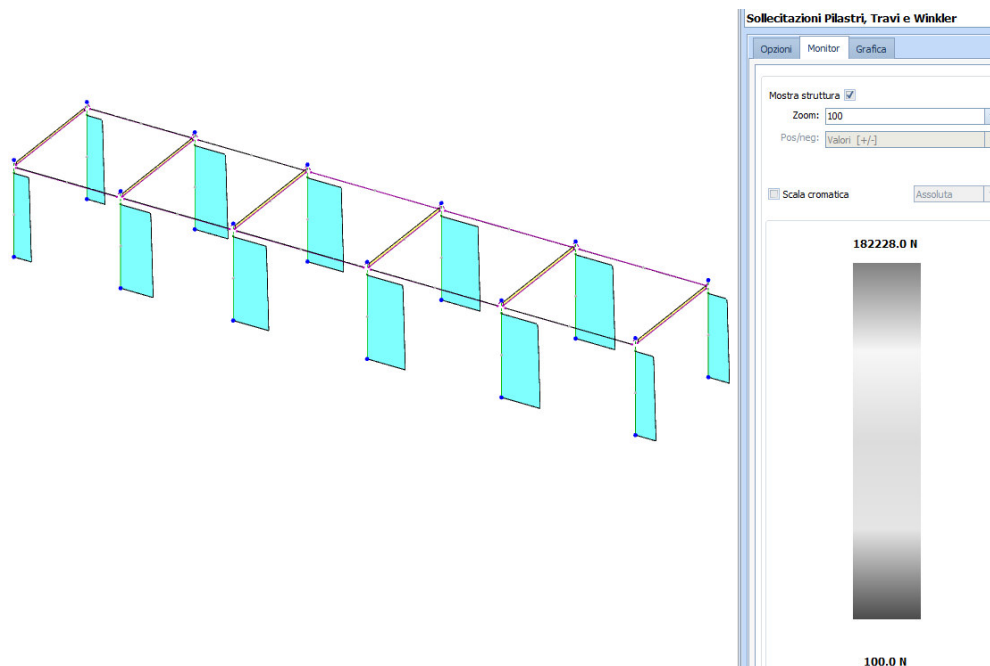 Sollecitazioni Pilastri, Travi e Winkler
Opzioni Monitor Grafica
Mostra struttura
Zoom: 100
Pos/neg: Valori [+/-]
Scala cromatica Assoluta
182228.0 N
100.0 N